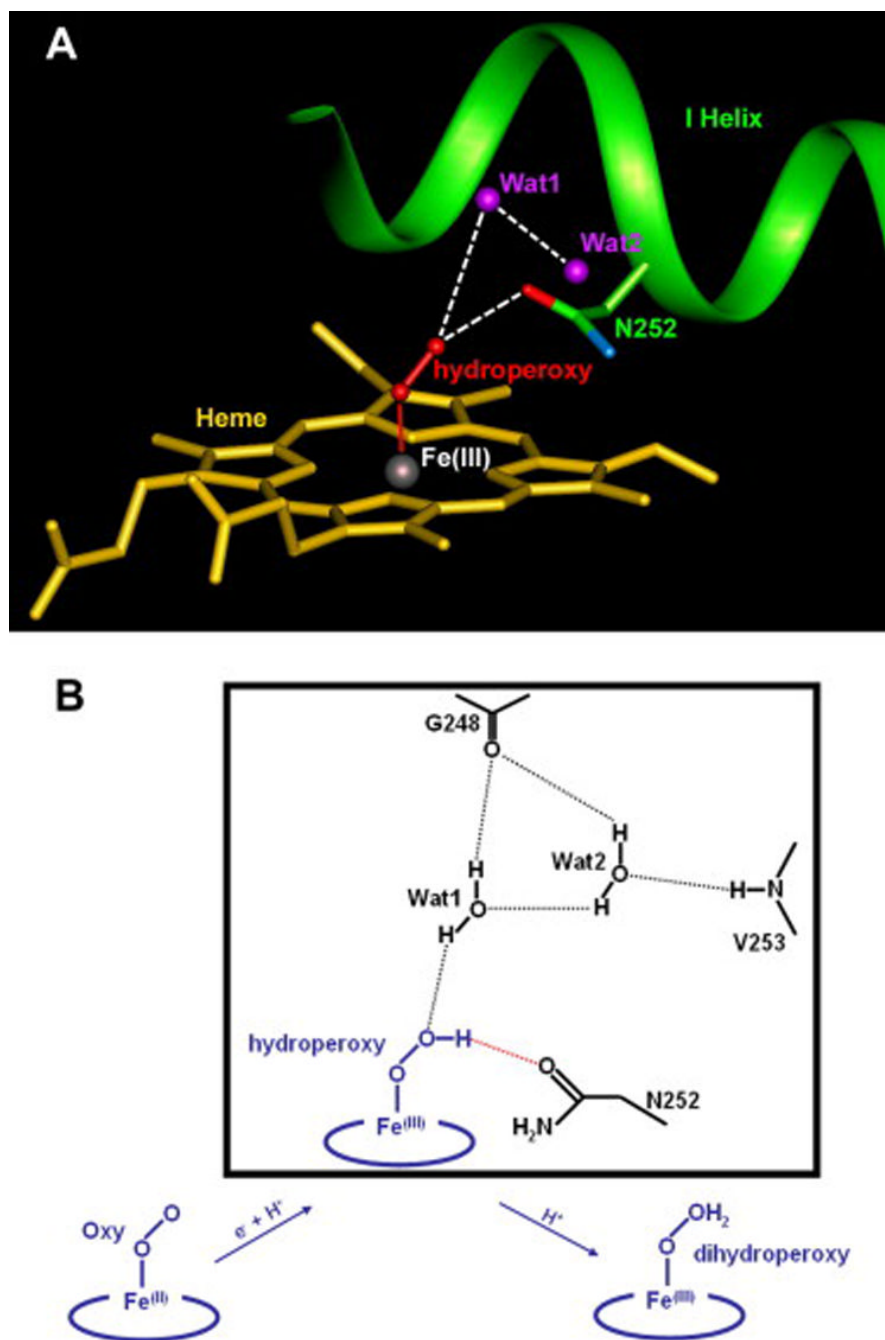 A
I Helix
Wat1
Wat2
N252
hydroperoxy
Heme
Fe(III)
B
G248
O
H
H
Wat2
O
H
N
Wat1
O
H
H
V253
hydroperoxy
O
H
O
O
N252
Fe(III)
H2N
Oxy
O
O
e- + H+
H+
OH2
O
dihydroperoxy
Fe(II)
Fe(III)